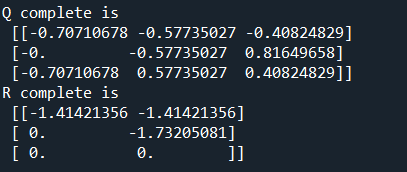 Q complete is
[[-0.70710678 -0.57735027 -0.40824829]
[-0. -0.57735027 0.81649658]
[-0.70710678 0.57735027 0.40824829]]
R complete is
[[-1.41421356 -1.41421356]
[ 0. -1.73205081]
[ 0. 0. ]]